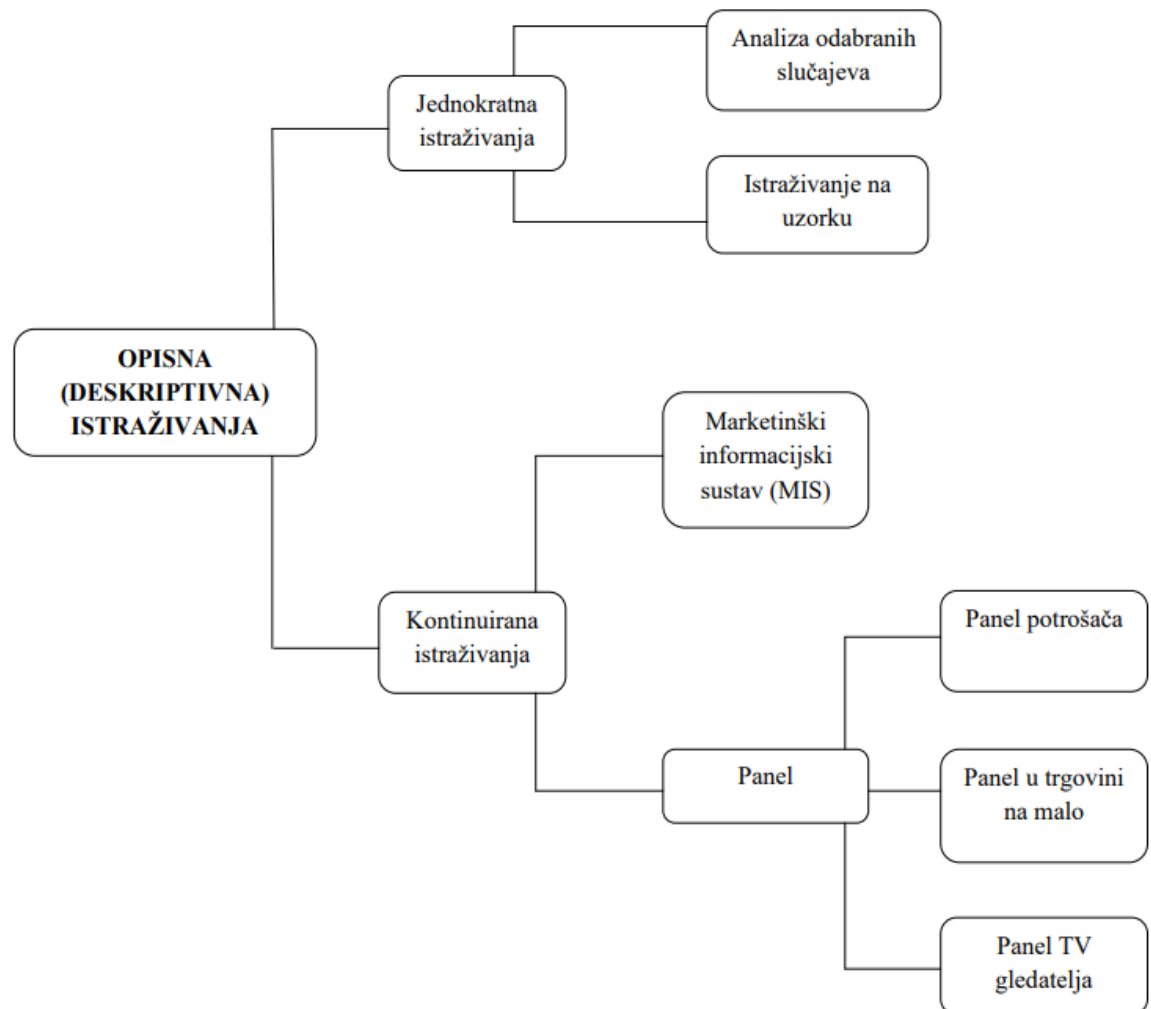 Analiza odabranih
slučajeva
Jednokratna
istraživanja
Istraživanje na
uzorku
OPISNA
(DESKRIPTIVNA)
ISTRAŽIVANJA
Marketinški
informacijski
sustav (MIS)
Kontinuirana
istraživanja
Panel potrošača
Panel
Panel u trgovini
na malo
Panel TV
gledatelja